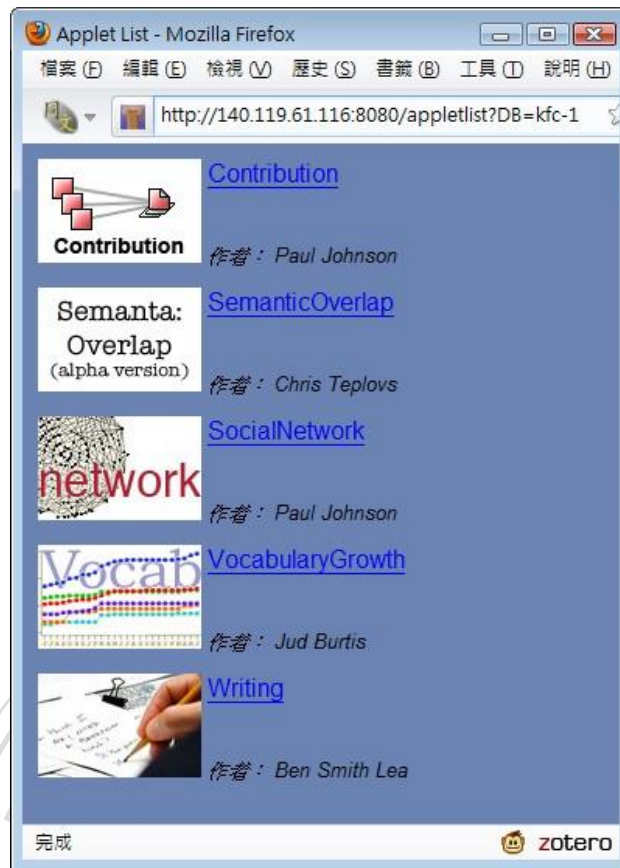 Applet List - Mozilla Firefox
檔案 (F) 編輯 (E) 檢視 (V) 歷史 (S) 書籤 (B) 工具 (T) 說明 (H)
http://140.119.61.116:8080/appletlist?DB=kfc-1
Contribution
Contribution
作者： Paul Johnson
SemanticOverlap
Semanta:
Overlap
(alpha version)
作者： Chris Teplovs
SocialNetwork
network
作者： Paul Johnson
VocabularyGrowth
Vocab
作者： Jud Burtis
Writing
作者： Ben Smith Lea
完成
zotero